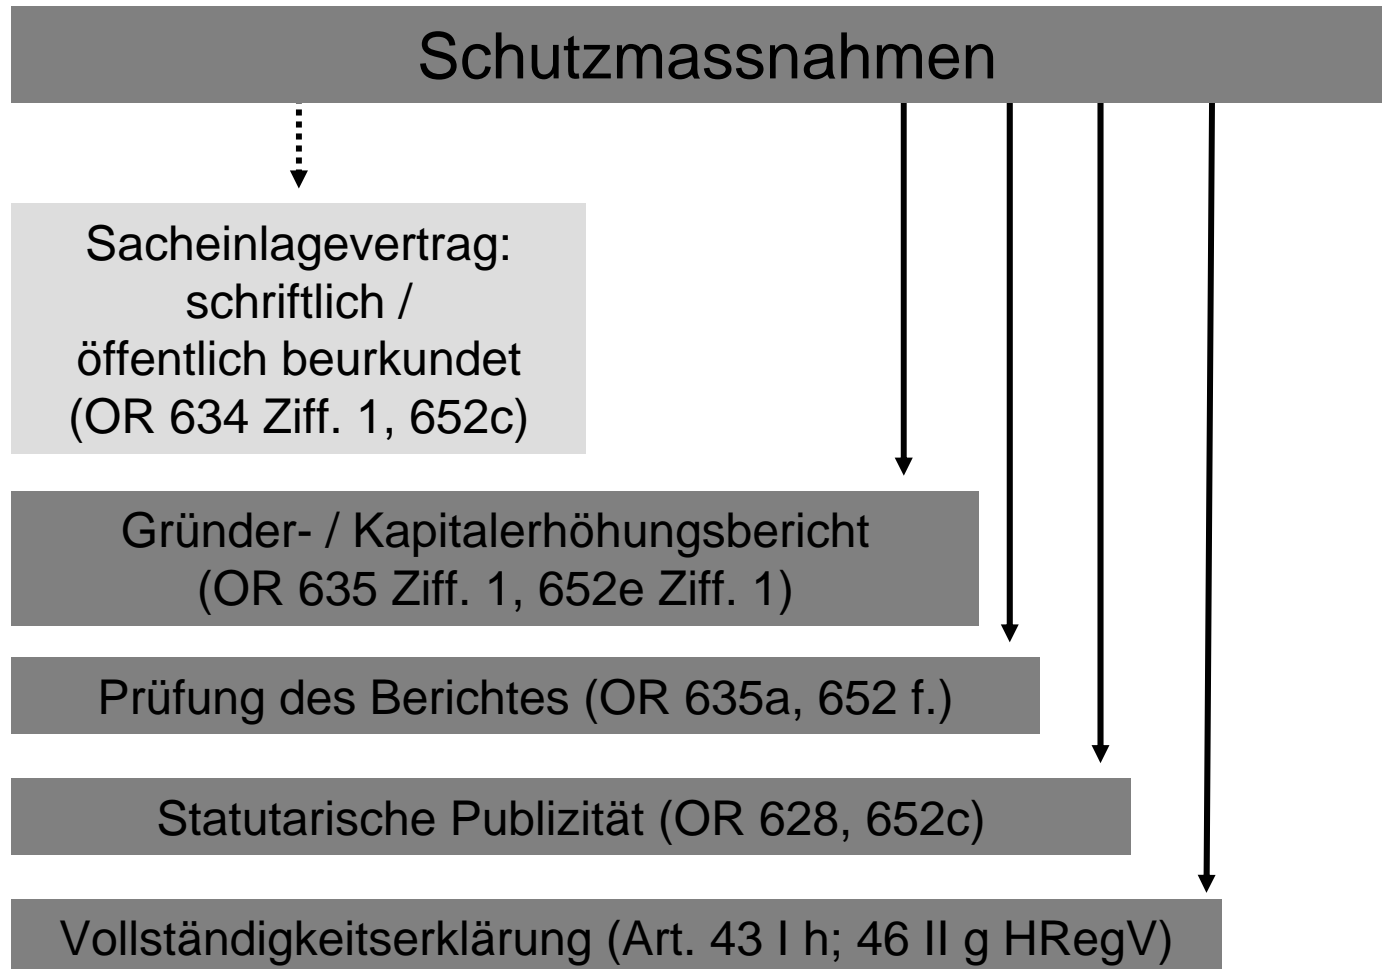 Schutzmassnahmen
Sacheinlagevertrag:
schriftlich /
öffentlich beurkundet
(OR 634 Ziff. 1, 652c)
Gründer- / Kapitalerhöhungsbericht
(OR 635 Ziff. 1, 652e Ziff. 1)
Prüfung des Berichtes (OR 635a, 652 f.)
Statutarische Publizität (OR 628, 652c)
Vollständigkeitserklärung (Art. 43 I h; 46 II g HRegV)